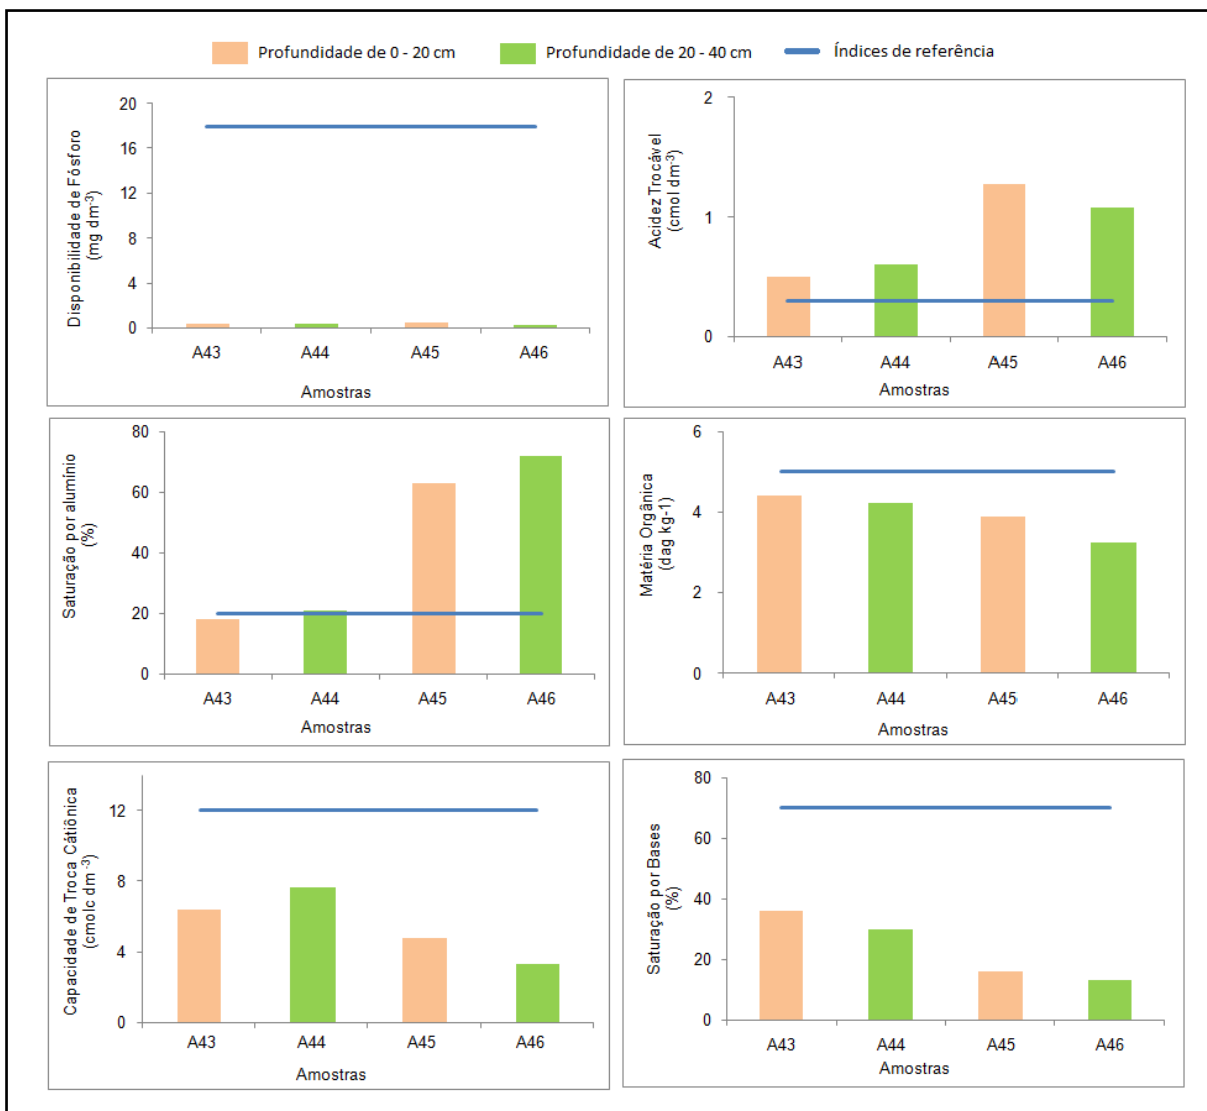 Profundidade de 0 - 20 cm
Profundidade de 20 - 40 cm
Índices de referência
Disponibilidade de Fósforo
(mg dm-3)
20
16
12
8
4
0
A43
A44
A45
A46
Amostras
Acidez Trocável
(cmol dm-3)
2
1
0
A43
A44
A45
A46
Amostras
Saturação por alumínio
(%)
80
60
40
20
0
A43
A44
A45
A46
Amostras
Matéria Orgânica
(dag kg-1)
6
4
2
0
A43
A44
A45
A46
Amostras
Capacidade de Troca Cátiônica
(cmolc dm-3)
12
8
4
0
A43
A44
A45
A46
Amostras
Saturação por Bases
(%)
80
60
40
20
0
A43
A44
A45
A46
Amostras